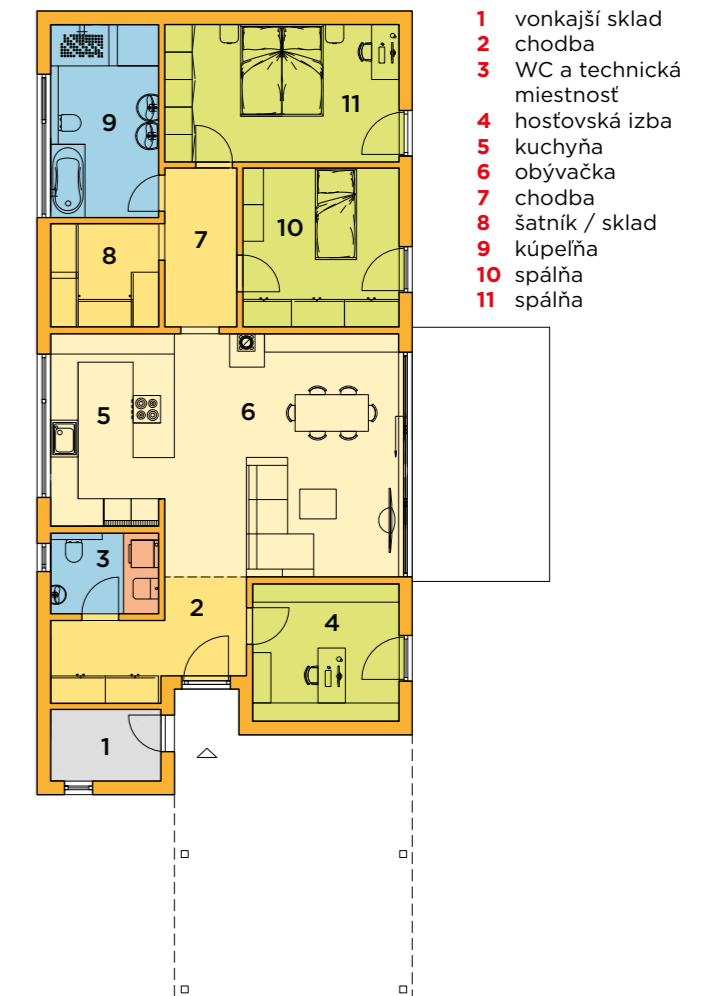 1 vonkajší sklad
2 chodba
3 WC a technická
miestnosť
4 hosťovská izba
5 kuchyňa
6 obývačka
7 chodba
8 šatník / sklad
9 kúpeľňa
10 spálňa
11 spálňa
9
11
10
7
8
5
6
3
2
4
1